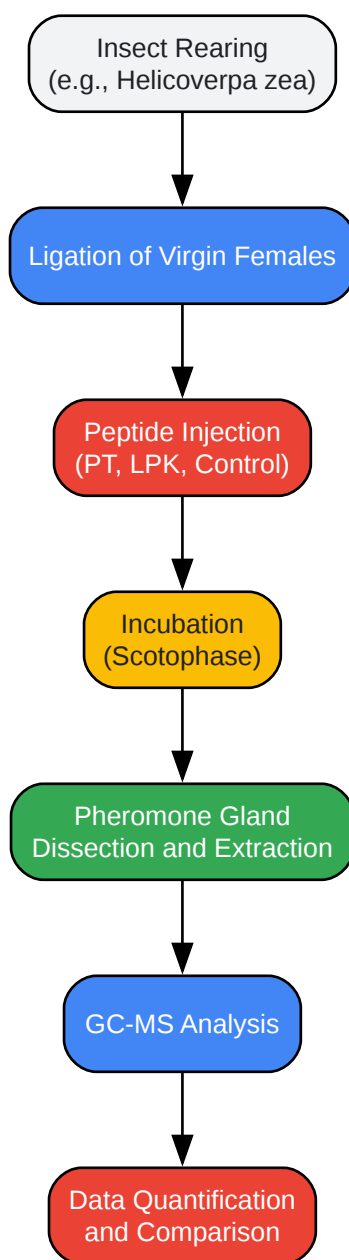 Insect Rearing
(e.g., Helicoverpa zea)
Ligation of Virgin Females
Peptide Injection
(PT, LPK, Control)
Incubation
(Scotophase)
Pheromone Gland
Dissection and Extraction
GC-MS Analysis
Data Quantification
and Comparison